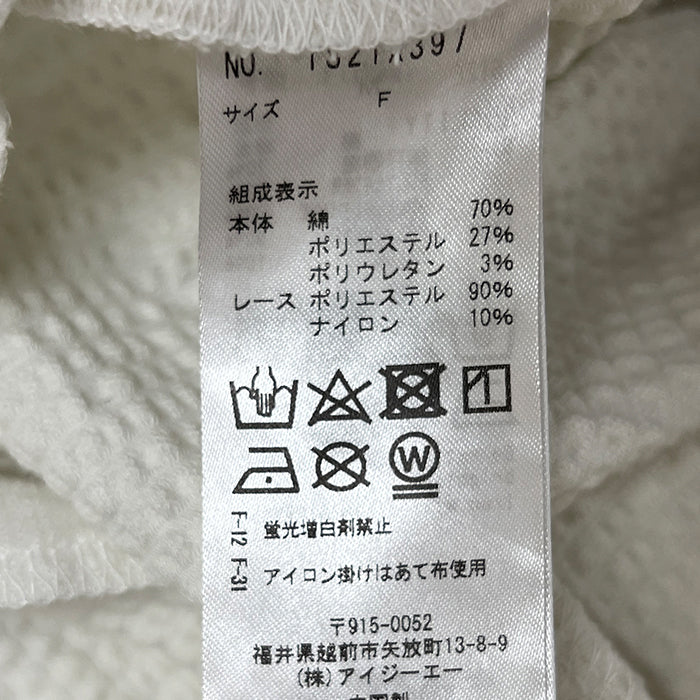 NO. 1521X397
サイズ F
組成表示
本体 綿 70%
ポリエステル 27%
ポリウレタン 3%
レース ポリエステル 90%
ナイロン 10%
W
F-12 蛍光増白剤禁止
F-31 アイロン掛けはあて布使用
〒915-0052
福井県越前市矢放町13-8-9
(株)アイジーエー